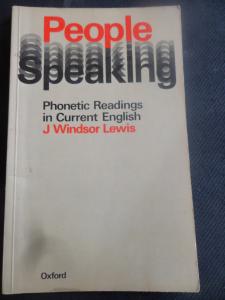 People
Speaking
Phonetic Readings
in Current English
J Windsor Lewis
Oxford